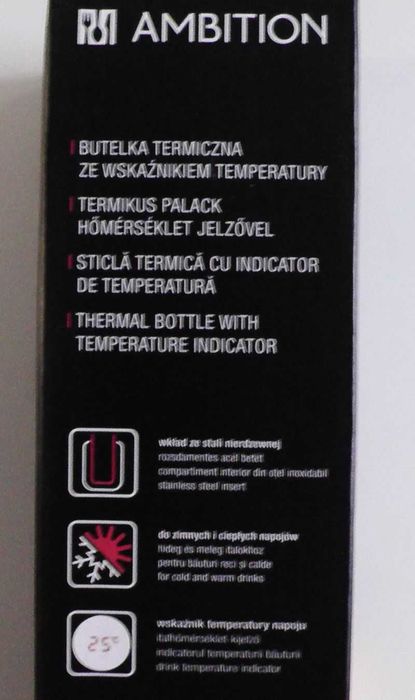 AMBITION
BUTELKA TERMICZNA
ZE WSKAŹNIKIEM TEMPERATURY
TERMIKUS PALACK
HŐMÉRSÉKLET JELZŐVEL
STICLĂ TERMICĂ CU INDICATOR
DE TEMPERATURĂ
THERMAL BOTTLE WITH
TEMPERATURE INDICATOR
wkład ze stali nierdzewnej
rozsdamentes acél betét
compartiment interior din oțel inoxidabil
stainless steel insert
do zimnych i ciepłych napojów
hideg és meleg italokhoz
pentru băuturi reci și calde
for cold and warm drinks
25°
wskaźnik temperatury napoju
italhőmérséklet-kijelző
indicatorul temperaturii băuturii
drink temperature indicator